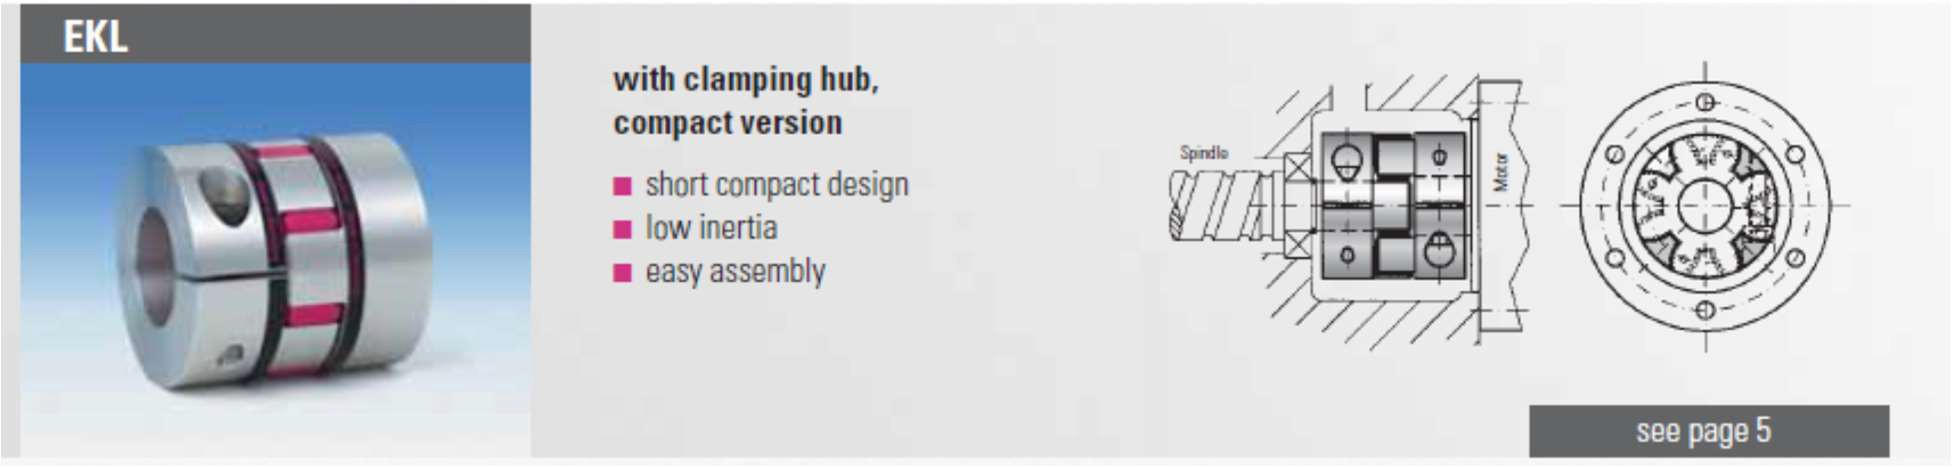 EKL
with clamping hub,
compact version
short compact design
low inertia
easy assembly
Spindle
Motor
see page 5